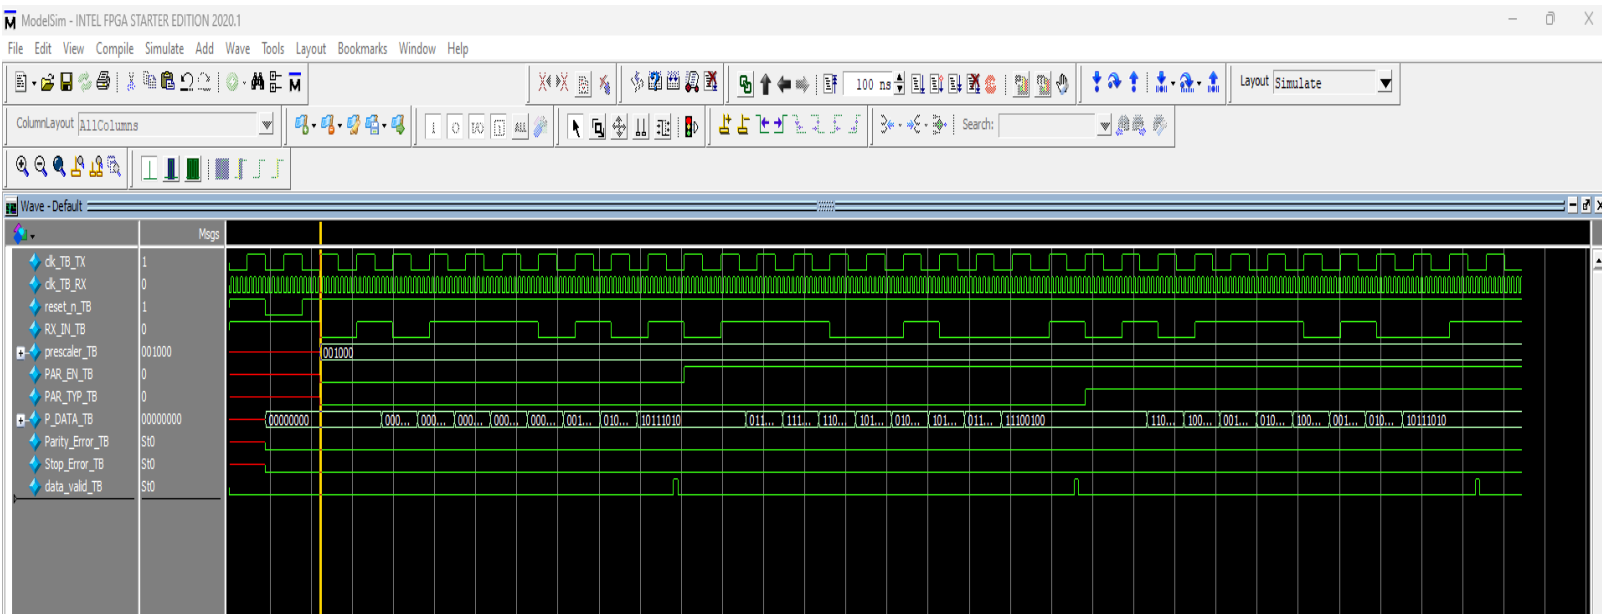 ModelSim - INTEL FPGA STARTER EDITION 2020.1
File Edit View Compile Simulate Add Wave Tools Layout Bookmarks Window Help
100 ns Layout Simulate
ColumnLayout AllColumns Search:
Wave - Default
Msgs
clk_TB_TX 1
clk_TB_RX 0
reset_n_TB 1
RX_IN_TB 0
prescaler_TB 001000 001000
PAR_EN_TB 0
PAR_TYP_TB 0
P_DATA_TB 00000000 00000000 000... 000... 000... 000... 000... 001... 010... 10111010 011... 111... 110... 101... 010... 101... 011... 11100100 110... 100... 001... 010... 100... 001... 010... 10111010
Parity_Error_TB St0
Stop_Error_TB St0
data_valid_TB St0